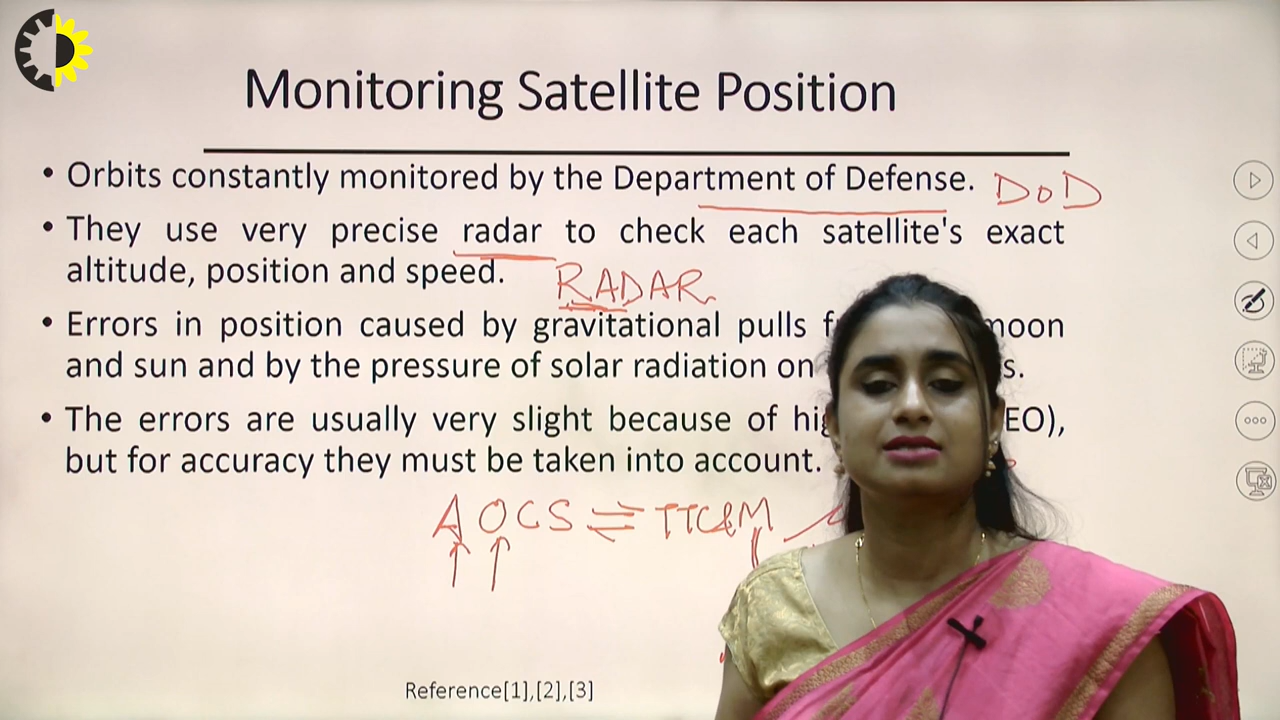 Monitoring Satellite Position
• Orbits constantly monitored by the Department of Defense. DoD
• They use very precise radar to check each satellite's exact
altitude, position and speed.
RADAR
• Errors in position caused by gravitational pulls moon
and sun and by the pressure of solar radiation on
• The errors are usually very slight because of EO),
but for accuracy they must be taken into account.
AOCS ⇌ TTC&M
Reference[1],[2],[3]